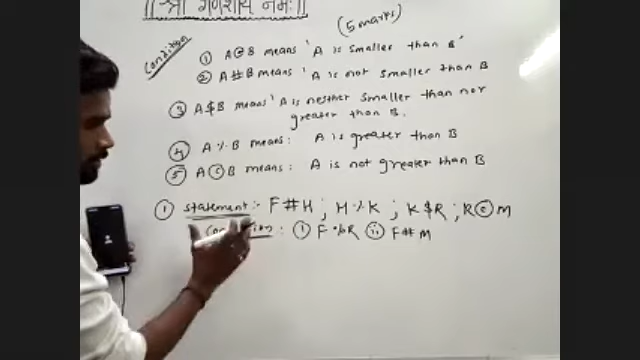 ||श्री गणेशाय नमः||
(5 marks)
Condition
① A@B means 'A is smaller than B'
② A#B means 'A is not smaller than B
③ A$B means 'A is neither smaller than nor
greater than B.
④ A%B means: A is greater than B
⑤ A©B means: A is not greater than B
① statement:- F#H ; H%K ; K$R ; R©M
: ① F%R ⓘⓘ F#M